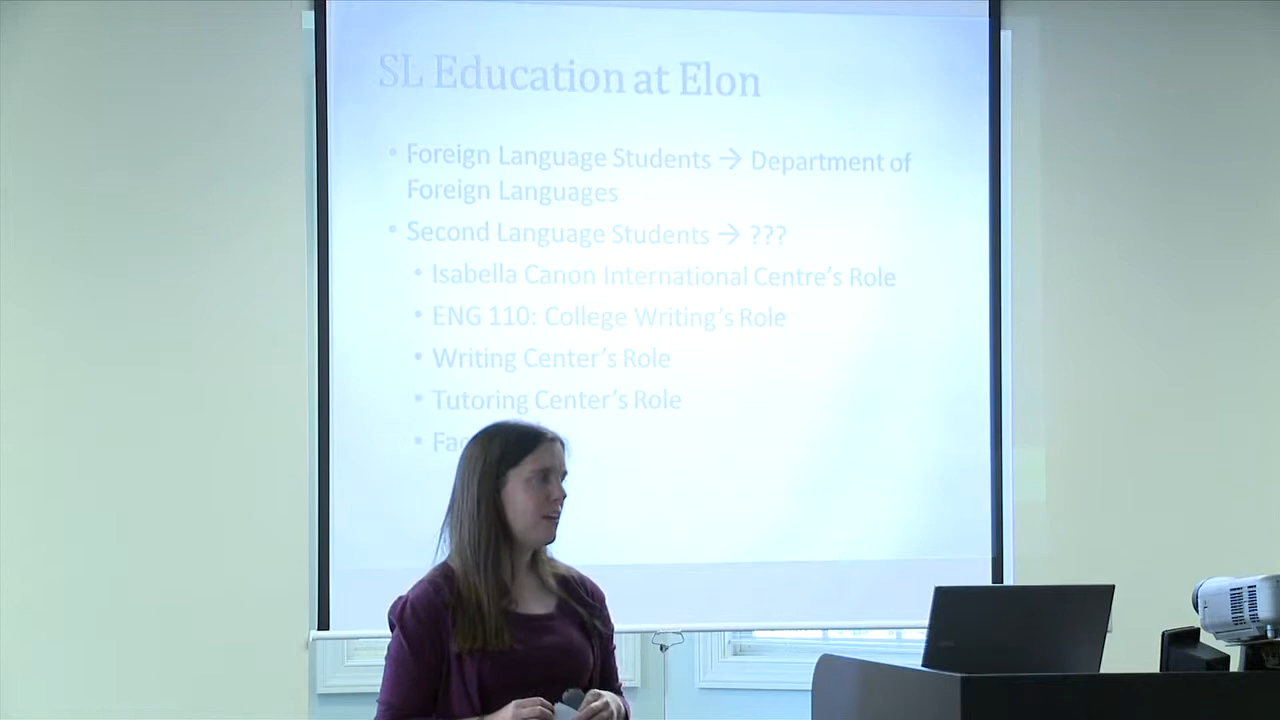 SL Education at Elon
• Foreign Language Students → Department of
Foreign Languages
• Second Language Students → ???
• Isabella Canon International Centre's Role
• ENG 110: College Writing's Role
• Writing Center's Role
• Tutoring Center's Role